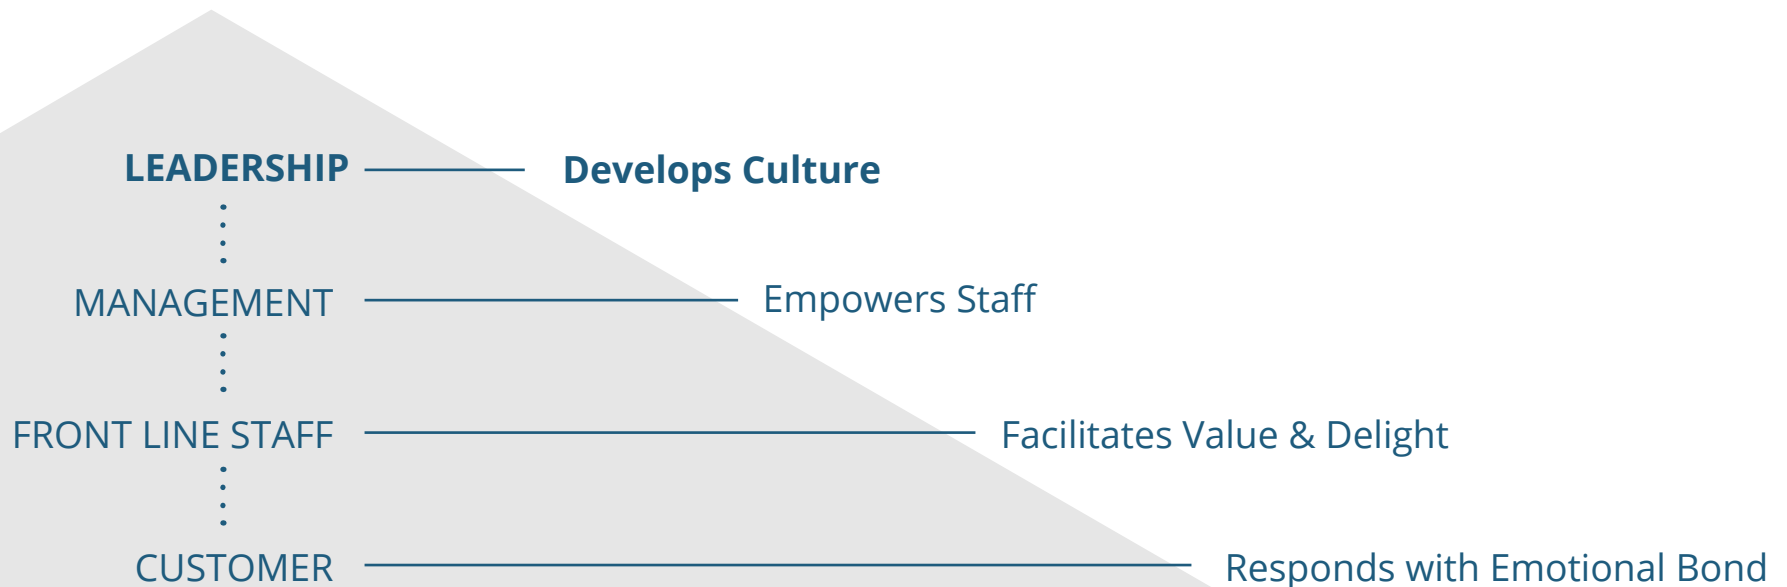 LEADERSHIP Develops Culture
MANAGEMENT Empowers Staff
FRONT LINE STAFF Facilitates Value & Delight
CUSTOMER Responds with Emotional Bond